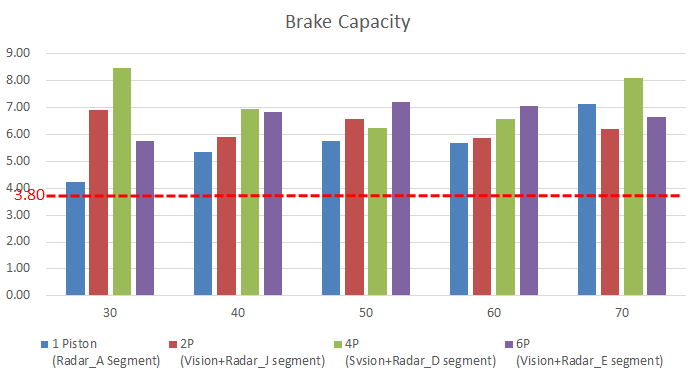 Brake Capacity
9.00
8.00
7.00
6.00
5.00
4.00
3.80
3.00
2.00
1.00
0.00
30 40 50 60 70
1 Piston 2P 4P 6P
(Radar_A Segment) (Vision+Radar_J segment) (Svsion+Radar_D segment) (Vision+Radar_E segment)